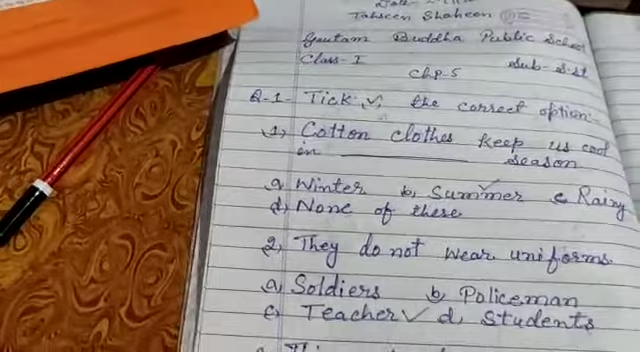 Tahseen Shaheen
Gautam Buddha Public School
Class-I Sub-S.St
Chp-5
Q-1- Tick ✓ the correct option:-
1, Cotton clothes keep us cool
in __________ season
a, Winter b, Summer ✓ c, Rainy
d, None of these
2, They do not wear uniforms
a, Soldiers b, Policeman
c, Teacher ✓ d, Students